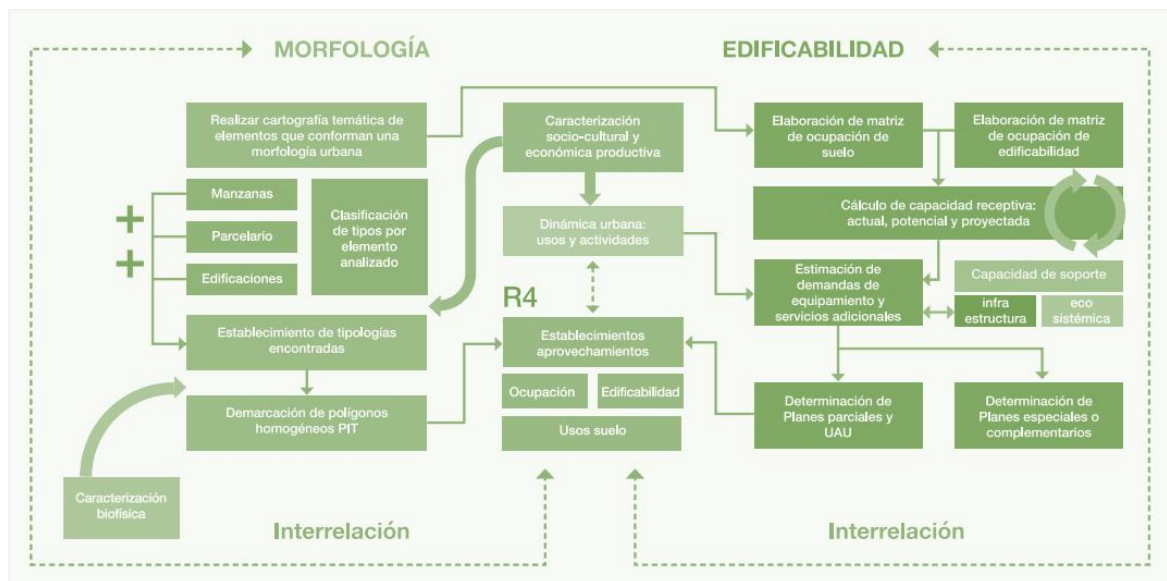 MORFOLOGÍA
EDIFICABILIDAD
Realizar cartografía temática de
elementos que conforman una
morfología urbana
Manzanas
Parcelario
Edificaciones
+
+
Clasificación
de tipos por
elemento
analizado
Establecimiento de tipologías
encontradas
Demarcación de polígonos
homogéneos PIT
Caracterización
biofísica
Interrelación
Caracterización
socio-cultural y
económica productiva
Dinámica urbana:
usos y actividades
R4
Establecimientos
aprovechamientos
Ocupación
Edificabilidad
Usos suelo
Elaboración de matriz
de ocupación de
suelo
Elaboración de matriz
de ocupación de
edificabilidad
Cálculo de capacidad receptiva:
actual, potencial y proyectada
Estimación de
demandas de
equipamiento y
servicios adicionales
Capacidad de soporte
infra
estructura
eco
sistémica
Determinación de
Planes parciales y
UAU
Determinación de
Planes especiales o
complementarios
Interrelación